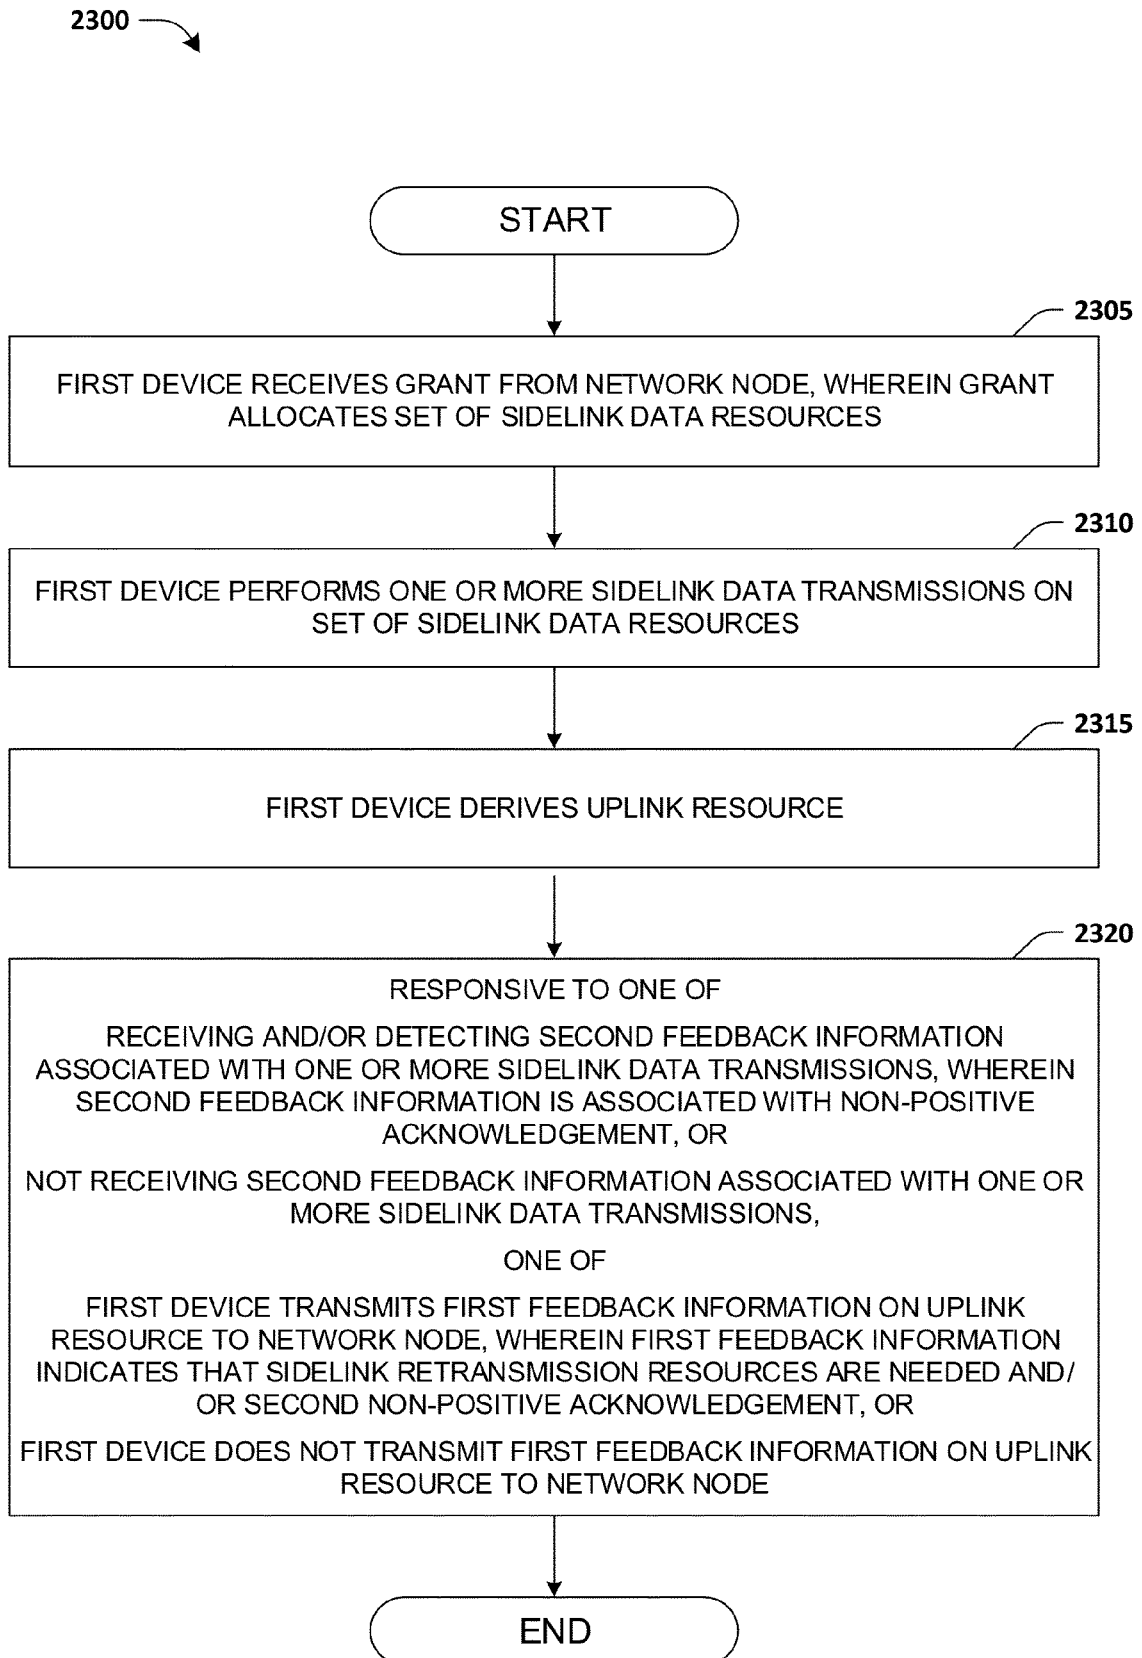 2300
START
2305
FIRST DEVICE RECEIVES GRANT FROM NETWORK NODE, WHEREIN GRANT
ALLOCATES SET OF SIDELINK DATA RESOURCES
2310
FIRST DEVICE PERFORMS ONE OR MORE SIDELINK DATA TRANSMISSIONS ON
SET OF SIDELINK DATA RESOURCES
2315
FIRST DEVICE DERIVES UPLINK RESOURCE
2320
RESPONSIVE TO ONE OF
RECEIVING AND/OR DETECTING SECOND FEEDBACK INFORMATION
ASSOCIATED WITH ONE OR MORE SIDELINK DATA TRANSMISSIONS, WHEREIN
SECOND FEEDBACK INFORMATION IS ASSOCIATED WITH NON-POSITIVE
ACKNOWLEDGEMENT, OR
NOT RECEIVING SECOND FEEDBACK INFORMATION ASSOCIATED WITH ONE OR
MORE SIDELINK DATA TRANSMISSIONS,
ONE OF
FIRST DEVICE TRANSMITS FIRST FEEDBACK INFORMATION ON UPLINK
RESOURCE TO NETWORK NODE, WHEREIN FIRST FEEDBACK INFORMATION
INDICATES THAT SIDELINK RETRANSMISSION RESOURCES ARE NEEDED AND/
OR SECOND NON-POSITIVE ACKNOWLEDGEMENT, OR
FIRST DEVICE DOES NOT TRANSMIT FIRST FEEDBACK INFORMATION ON UPLINK
RESOURCE TO NETWORK NODE
END